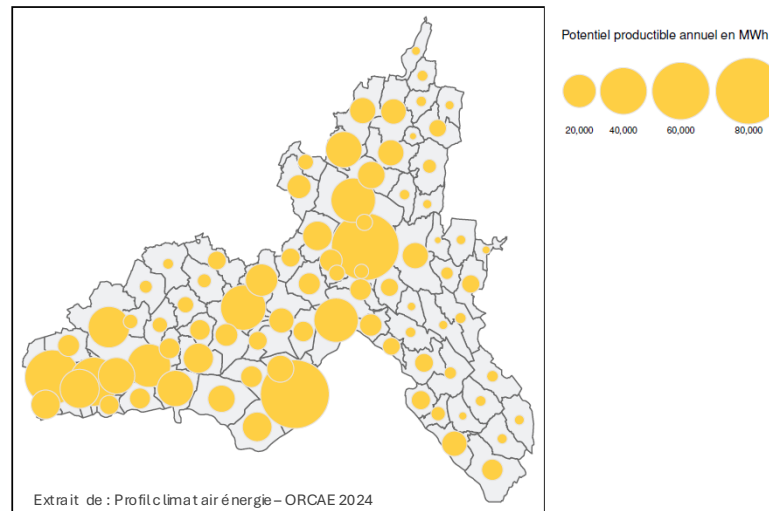 Potentiel productible annuel en MWh
20,000 40,000 60,000 80,000
Extrait de : Profil climat air énergie – ORCAE 2024